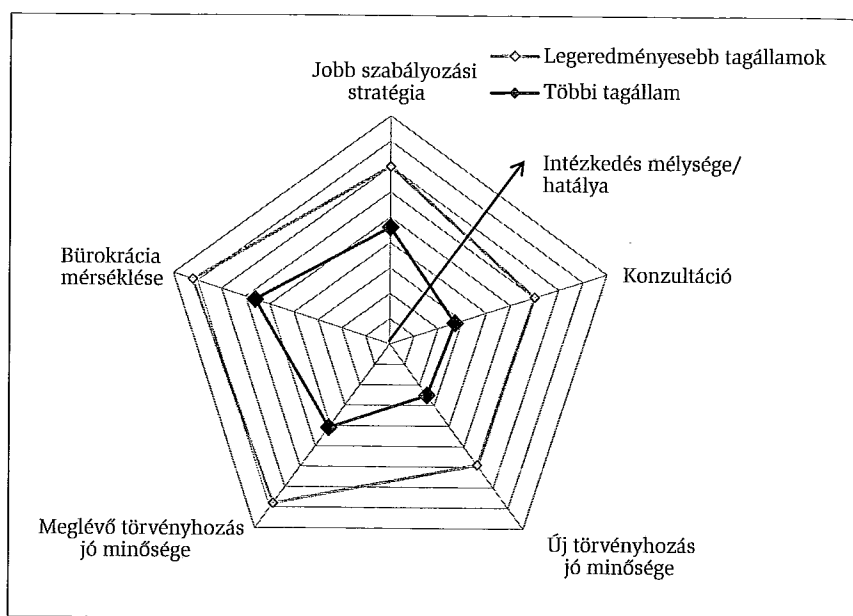 Legeredményesebb tagállamok
Többi tagállam
Jobb szabályozási
stratégia
Intézkedés mélysége/
hatálya
Bürokrácia
mérséklése
Konzultáció
Meglévő törvényhozás
jó minősége
Új törvényhozás
jó minősége